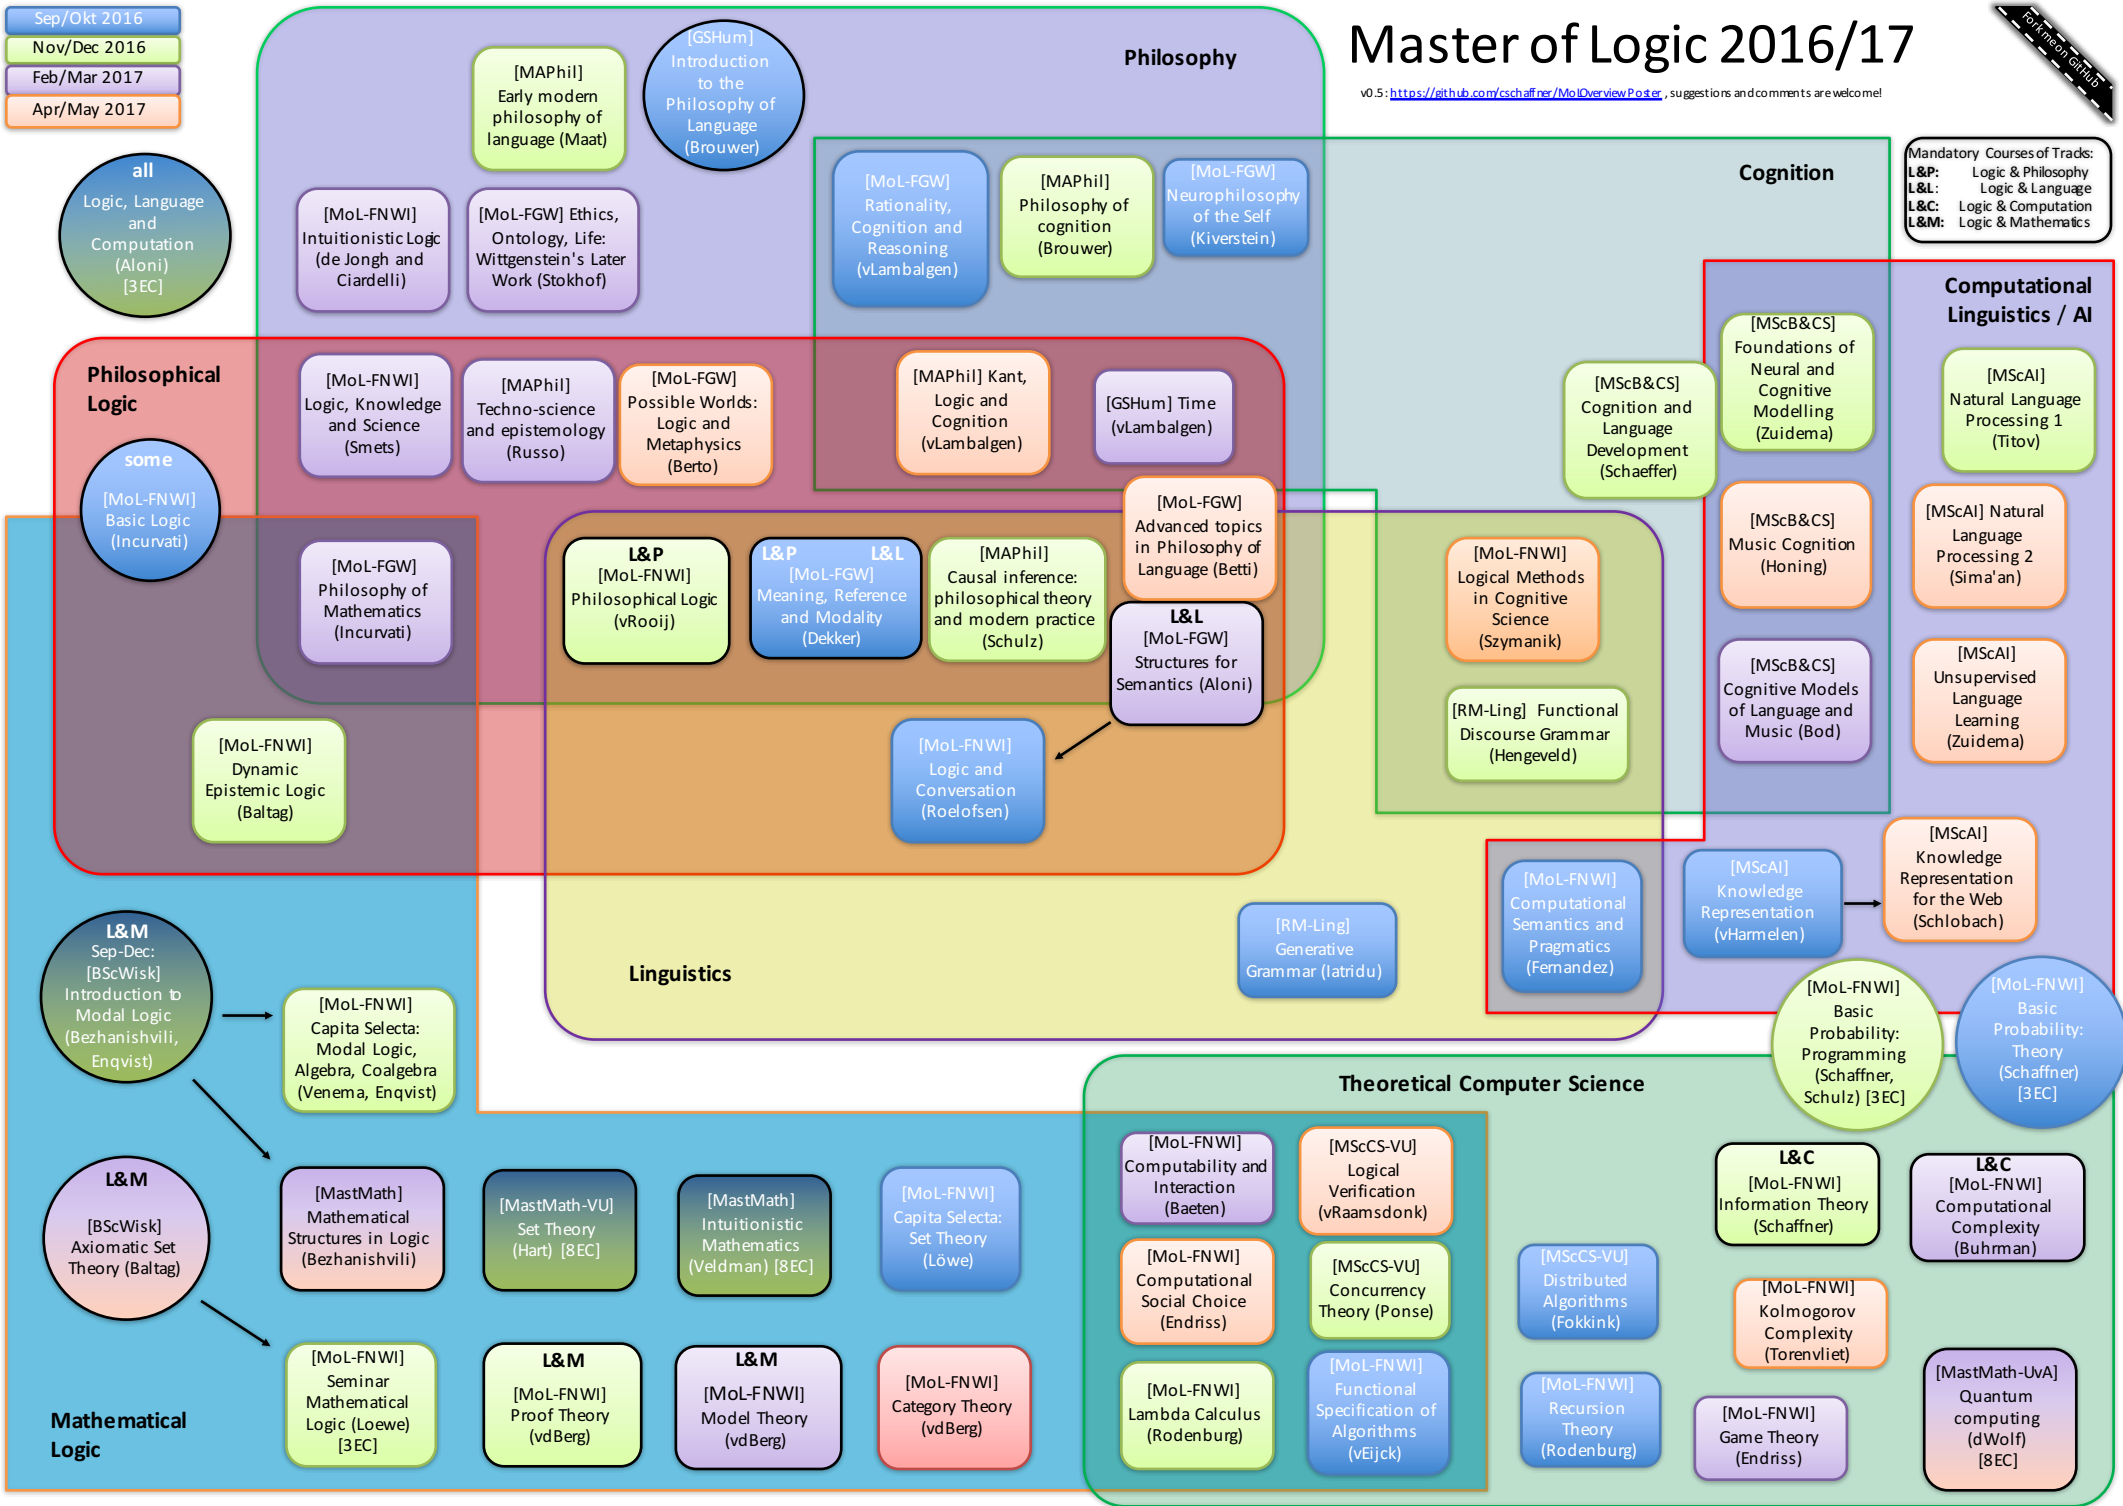 Sep/Okt 2016
Nov/Dec 2016
Feb/Mar 2017
Apr/May 2017
Master of Logic 2016/17
v0.5: https://github.com/cschaffner/MoLOverviewPoster , suggestions and comments are welcome!
Fork me on GitHub
Mandatory Courses of Tracks:
L&P: Logic & Philosophy
L&L: Logic & Language
L&C: Logic & Computation
L&M: Logic & Mathematics
all
Logic, Language
and
Computation
(Aloni)
[3EC]
Philosophy
[MAPhil]
Early modern
philosophy of
language (Maat)
[GSHum]
Introduction
to the
Philosophy of
Language
(Brouwer)
[MoL-FNWI]
Intuitionistic Logic
(de Jongh and
Ciardelli)
[MoL-FGW] Ethics,
Ontology, Life:
Wittgenstein's Later
Work (Stokhof)
[MoL-FGW]
Rationality,
Cognition and
Reasoning
(vLambalgen)
[MAPhil]
Philosophy of
cognition
(Brouwer)
[MoL-FGW]
Neurophilosophy
of the Self
(Kiverstein)
Cognition
Computational
Linguistics / AI
Philosophical
Logic
some
[MoL-FNWI]
Basic Logic
(Incurvati)
[MoL-FNWI]
Logic, Knowledge
and Science
(Smets)
[MAPhil]
Techno-science
and epistemology
(Russo)
[MoL-FGW]
Possible Worlds:
Logic and
Metaphysics
(Berto)
[MAPhil] Kant,
Logic and
Cognition
(vLambalgen)
[GSHum] Time
(vLambalgen)
[MScB&CS]
Cognition and
Language
Development
(Schaeffer)
[MScB&CS]
Foundations of
Neural and
Cognitive
Modelling
(Zuidema)
[MScAI]
Natural Language
Processing 1
(Titov)
[MoL-FGW]
Philosophy of
Mathematics
(Incurvati)
L&P
[MoL-FNWI]
Philosophical Logic
(vRooij)
L&P L&L
[MoL-FGW]
Meaning, Reference
and Modality
(Dekker)
[MAPhil]
Causal inference:
philosophical theory
and modern practice
(Schulz)
[MoL-FGW]
Advanced topics
in Philosophy of
Language (Betti)
L&L
[MoL-FGW]
Structures for
Semantics (Aloni)
[MoL-FNWI]
Logical Methods
in Cognitive
Science
(Szymanik)
[MScB&CS]
Music Cognition
(Honing)
[MScAI] Natural
Language
Processing 2
(Sima'an)
[MoL-FNWI]
Dynamic
Epistemic Logic
(Baltag)
[MoL-FNWI]
Logic and
Conversation
(Roelofsen)
[RM-Ling] Functional
Discourse Grammar
(Hengeveld)
[MScB&CS]
Cognitive Models
of Language and
Music (Bod)
[MScAI]
Unsupervised
Language
Learning
(Zuidema)
Linguistics
[RM-Ling]
Generative
Grammar (Iatridu)
[MoL-FNWI]
Computational
Semantics and
Pragmatics
(Fernandez)
[MScAI]
Knowledge
Representation
(vHarmelen)
[MScAI]
Knowledge
Representation
for the Web
(Schlobach)
L&M
Sep-Dec:
[BScWisk]
Introduction to
Modal Logic
(Bezhanishvili,
Enqvist)
[MoL-FNWI]
Capita Selecta:
Modal Logic,
Algebra, Coalgebra
(Venema, Enqvist)
[MoL-FNWI]
Basic
Probability:
Programming
(Schaffner,
Schulz) [3EC]
[MoL-FNWI]
Basic
Probability:
Theory
(Schaffner)
[3EC]
Theoretical Computer Science
L&M
[BScWisk]
Axiomatic Set
Theory (Baltag)
[MastMath]
Mathematical
Structures in Logic
(Bezhanishvili)
[MastMath-VU]
Set Theory
(Hart) [8EC]
[MastMath]
Intuitionistic
Mathematics
(Veldman) [8EC]
[MoL-FNWI]
Capita Selecta:
Set Theory
(Löwe)
[MoL-FNWI]
Computability and
Interaction
(Baeten)
[MScCS-VU]
Logical
Verification
(vRaamsdonk)
L&C
[MoL-FNWI]
Information Theory
(Schaffner)
L&C
[MoL-FNWI]
Computational
Complexity
(Buhrman)
[MoL-FNWI]
Computational
Social Choice
(Endriss)
[MScCS-VU]
Concurrency
Theory (Ponse)
[MScCS-VU]
Distributed
Algorithms
(Fokkink)
[MoL-FNWI]
Kolmogorov
Complexity
(Torenvliet)
Mathematical
Logic
[MoL-FNWI]
Seminar
Mathematical
Logic (Loewe)
[3EC]
L&M
[MoL-FNWI]
Proof Theory
(vdBerg)
L&M
[MoL-FNWI]
Model Theory
(vdBerg)
[MoL-FNWI]
Category Theory
(vdBerg)
[MoL-FNWI]
Lambda Calculus
(Rodenburg)
[MoL-FNWI]
Functional
Specification of
Algorithms
(vEijck)
[MoL-FNWI]
Recursion
Theory
(Rodenburg)
[MoL-FNWI]
Game Theory
(Endriss)
[MastMath-UvA]
Quantum
computing
(dWolf)
[8EC]